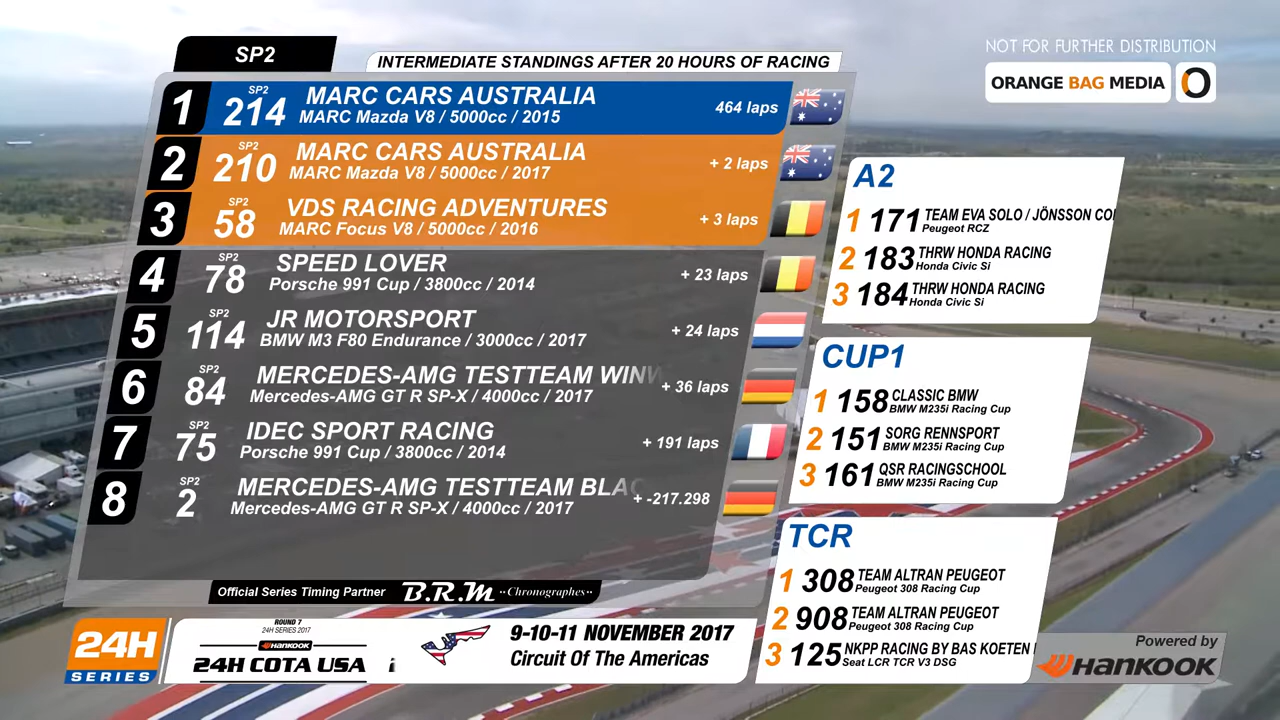 SP2
INTERMEDIATE STANDINGS AFTER 20 HOURS OF RACING
1 SP2 214 MARC CARS AUSTRALIA 464 laps
MARC Mazda V8 / 5000cc / 2015
2 SP2 210 MARC CARS AUSTRALIA + 2 laps
MARC Mazda V8 / 5000cc / 2017
3 SP2 58 VDS RACING ADVENTURES + 3 laps
MARC Focus V8 / 5000cc / 2016
4 SP2 78 SPEED LOVER + 23 laps
Porsche 991 Cup / 3800cc / 2014
5 SP2 114 JR MOTORSPORT + 24 laps
BMW M3 F80 Endurance / 3000cc / 2017
6 SP2 84 MERCEDES-AMG TESTTEAM WINW + 36 laps
Mercedes-AMG GT R SP-X / 4000cc / 2017
7 SP2 75 IDEC SPORT RACING + 191 laps
Porsche 991 Cup / 3800cc / 2014
8 SP2 2 MERCEDES-AMG TESTTEAM BLAC + -217.298
Mercedes-AMG GT R SP-X / 4000cc / 2017
Official Series Timing Partner B.R.M Chronographes
NOT FOR FURTHER DISTRIBUTION
ORANGE BAG MEDIA
A2
1 171 TEAM EVA SOLO / JÖNSSON CO
Peugeot RCZ
2 183 THRW HONDA RACING
Honda Civic Si
3 184 THRW HONDA RACING
Honda Civic Si
CUP1
1 158 CLASSIC BMW
BMW M235i Racing Cup
2 151 SORG RENNSPORT
BMW M235i Racing Cup
3 161 QSR RACINGSCHOOL
BMW M235i Racing Cup
TCR
1 308 TEAM ALTRAN PEUGEOT
Peugeot 308 Racing Cup
2 908 TEAM ALTRAN PEUGEOT
Peugeot 308 Racing Cup
3 125 NKPP RACING BY BAS KOETEN
Seat LCR TCR V3 DSG
24H
SERIES
ROUND 7
24H SERIES 2017
HANKOOK
24H COTA USA
9-10-11 NOVEMBER 2017
Circuit Of The Americas
Powered by
HANKOOK